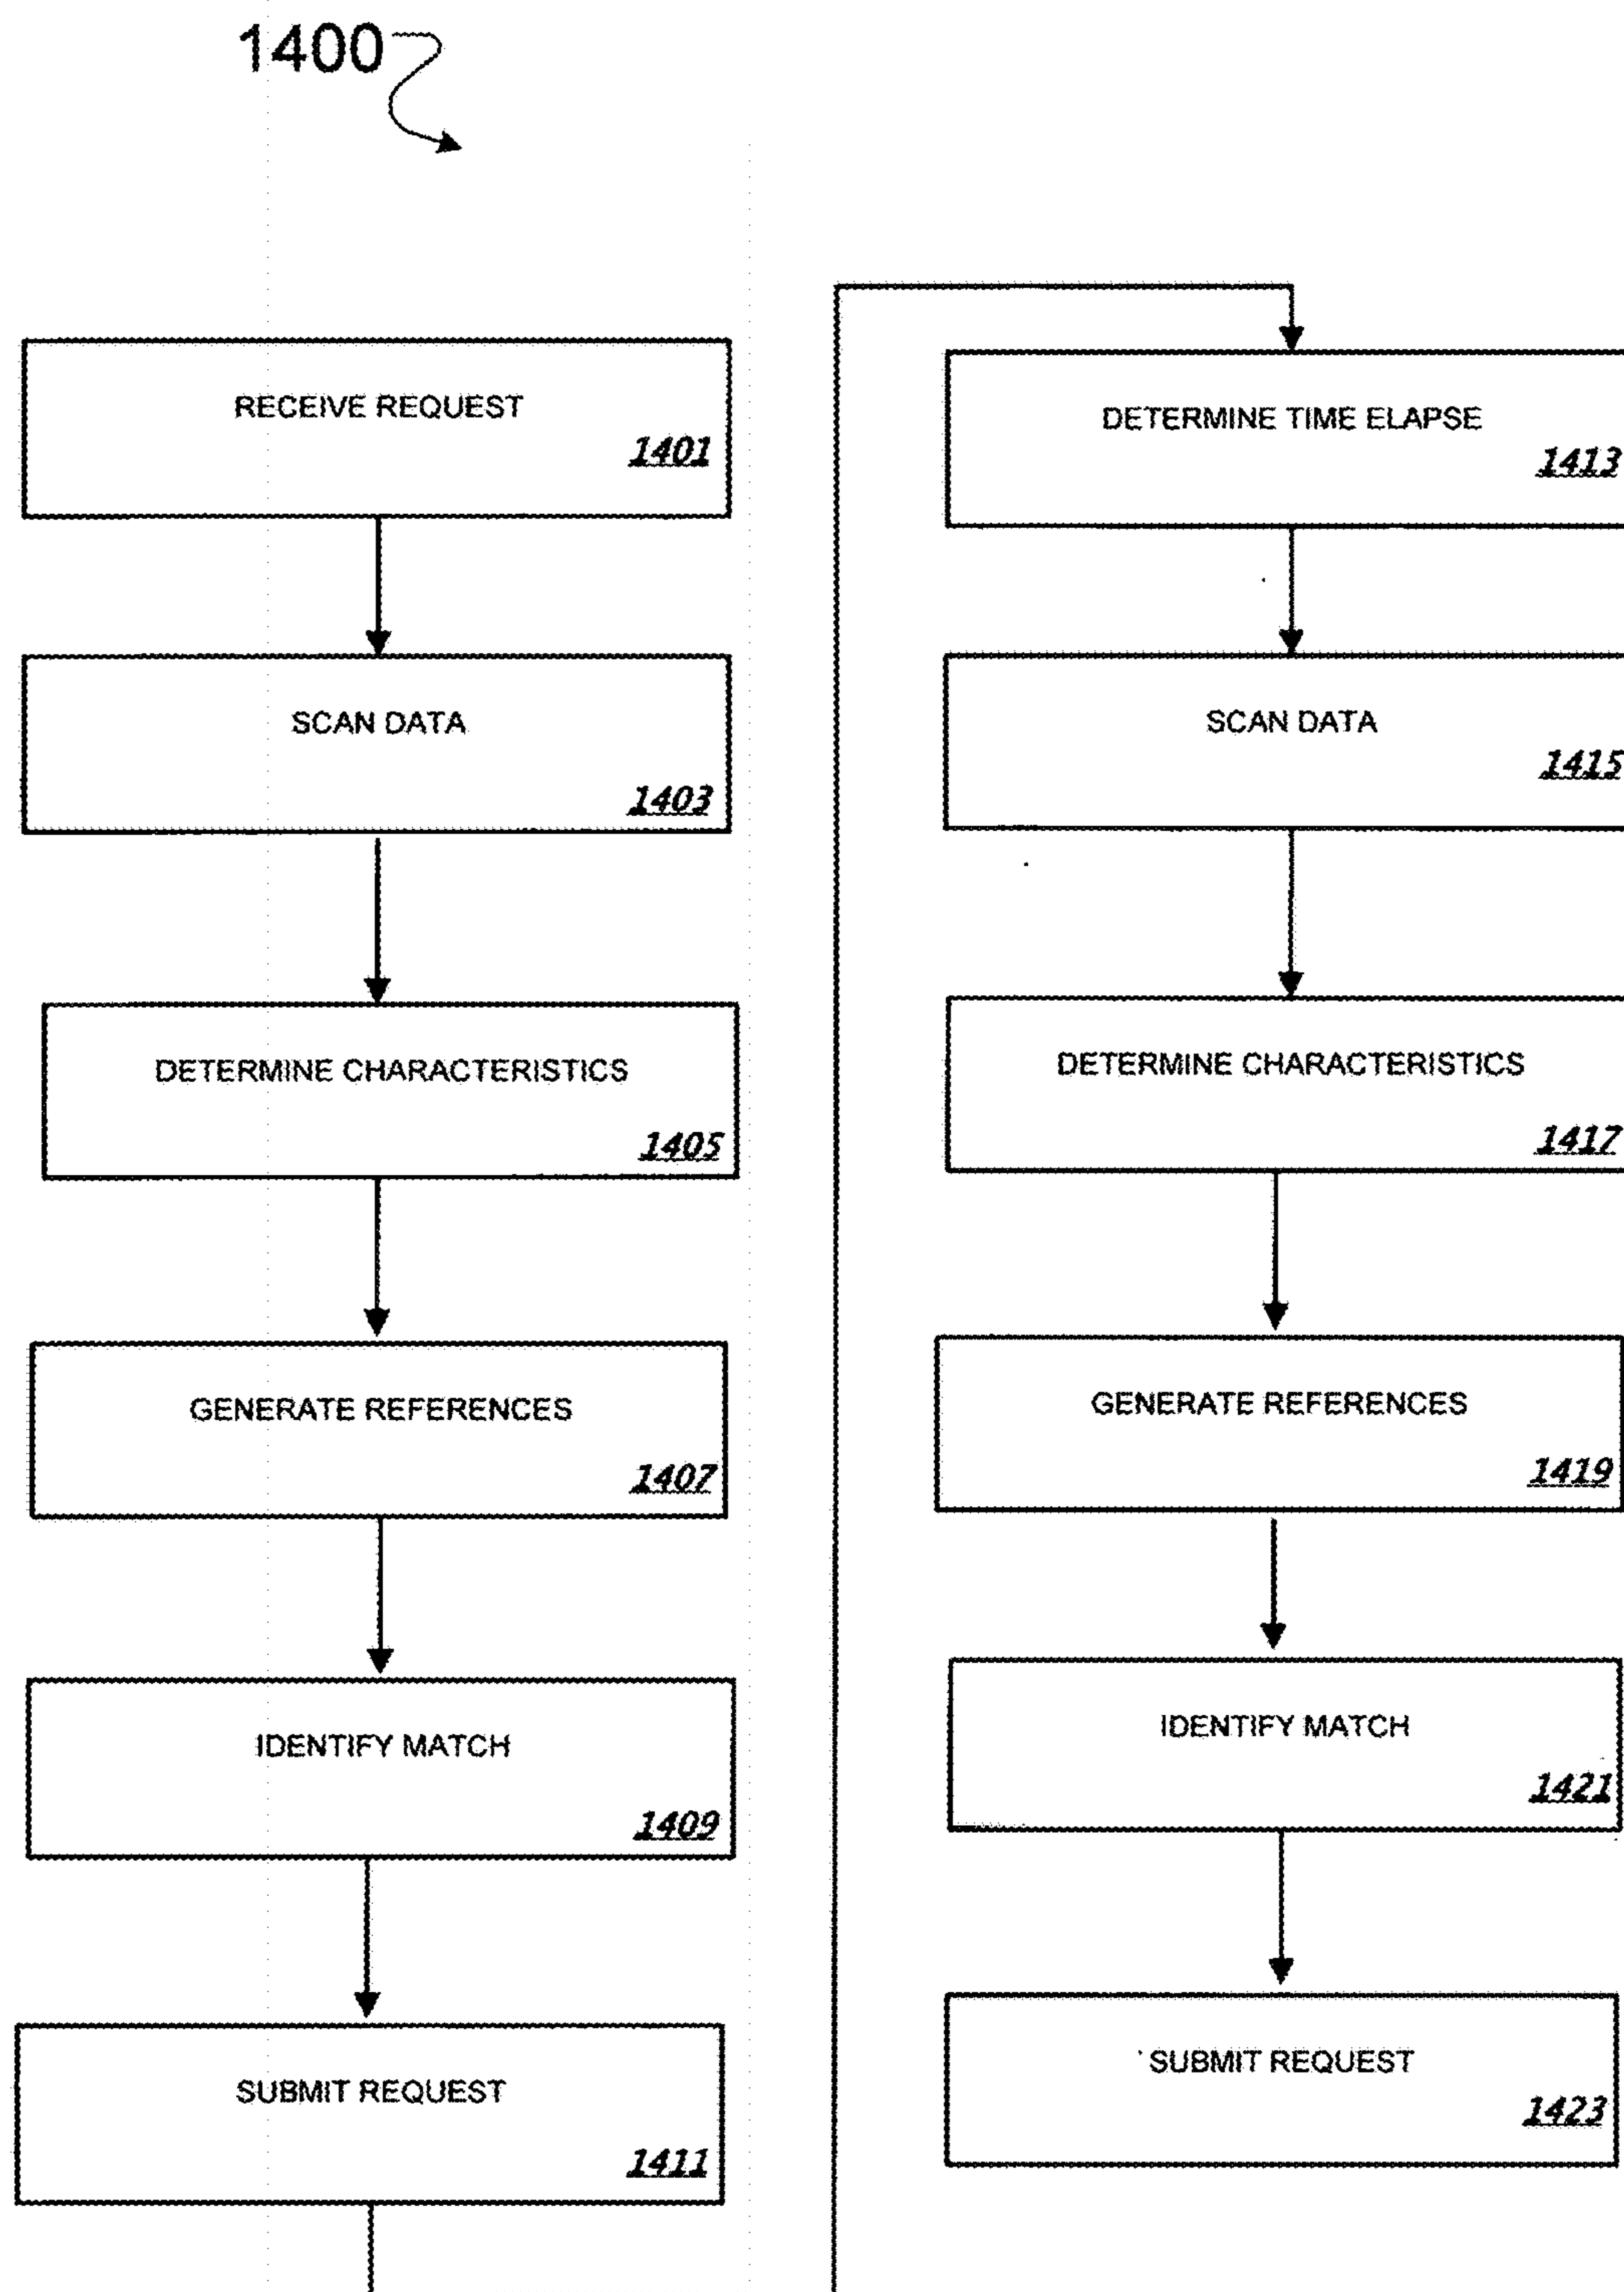 1400
RECEIVE REQUEST
1401
SCAN DATA
1403
DETERMINE CHARACTERISTICS
1405
GENERATE REFERENCES
1407
IDENTIFY MATCH
1409
SUBMIT REQUEST
1411
DETERMINE TIME ELAPSE
1413
SCAN DATA
1415
DETERMINE CHARACTERISTICS
1417
GENERATE REFERENCES
1419
IDENTIFY MATCH
1421
SUBMIT REQUEST
1423